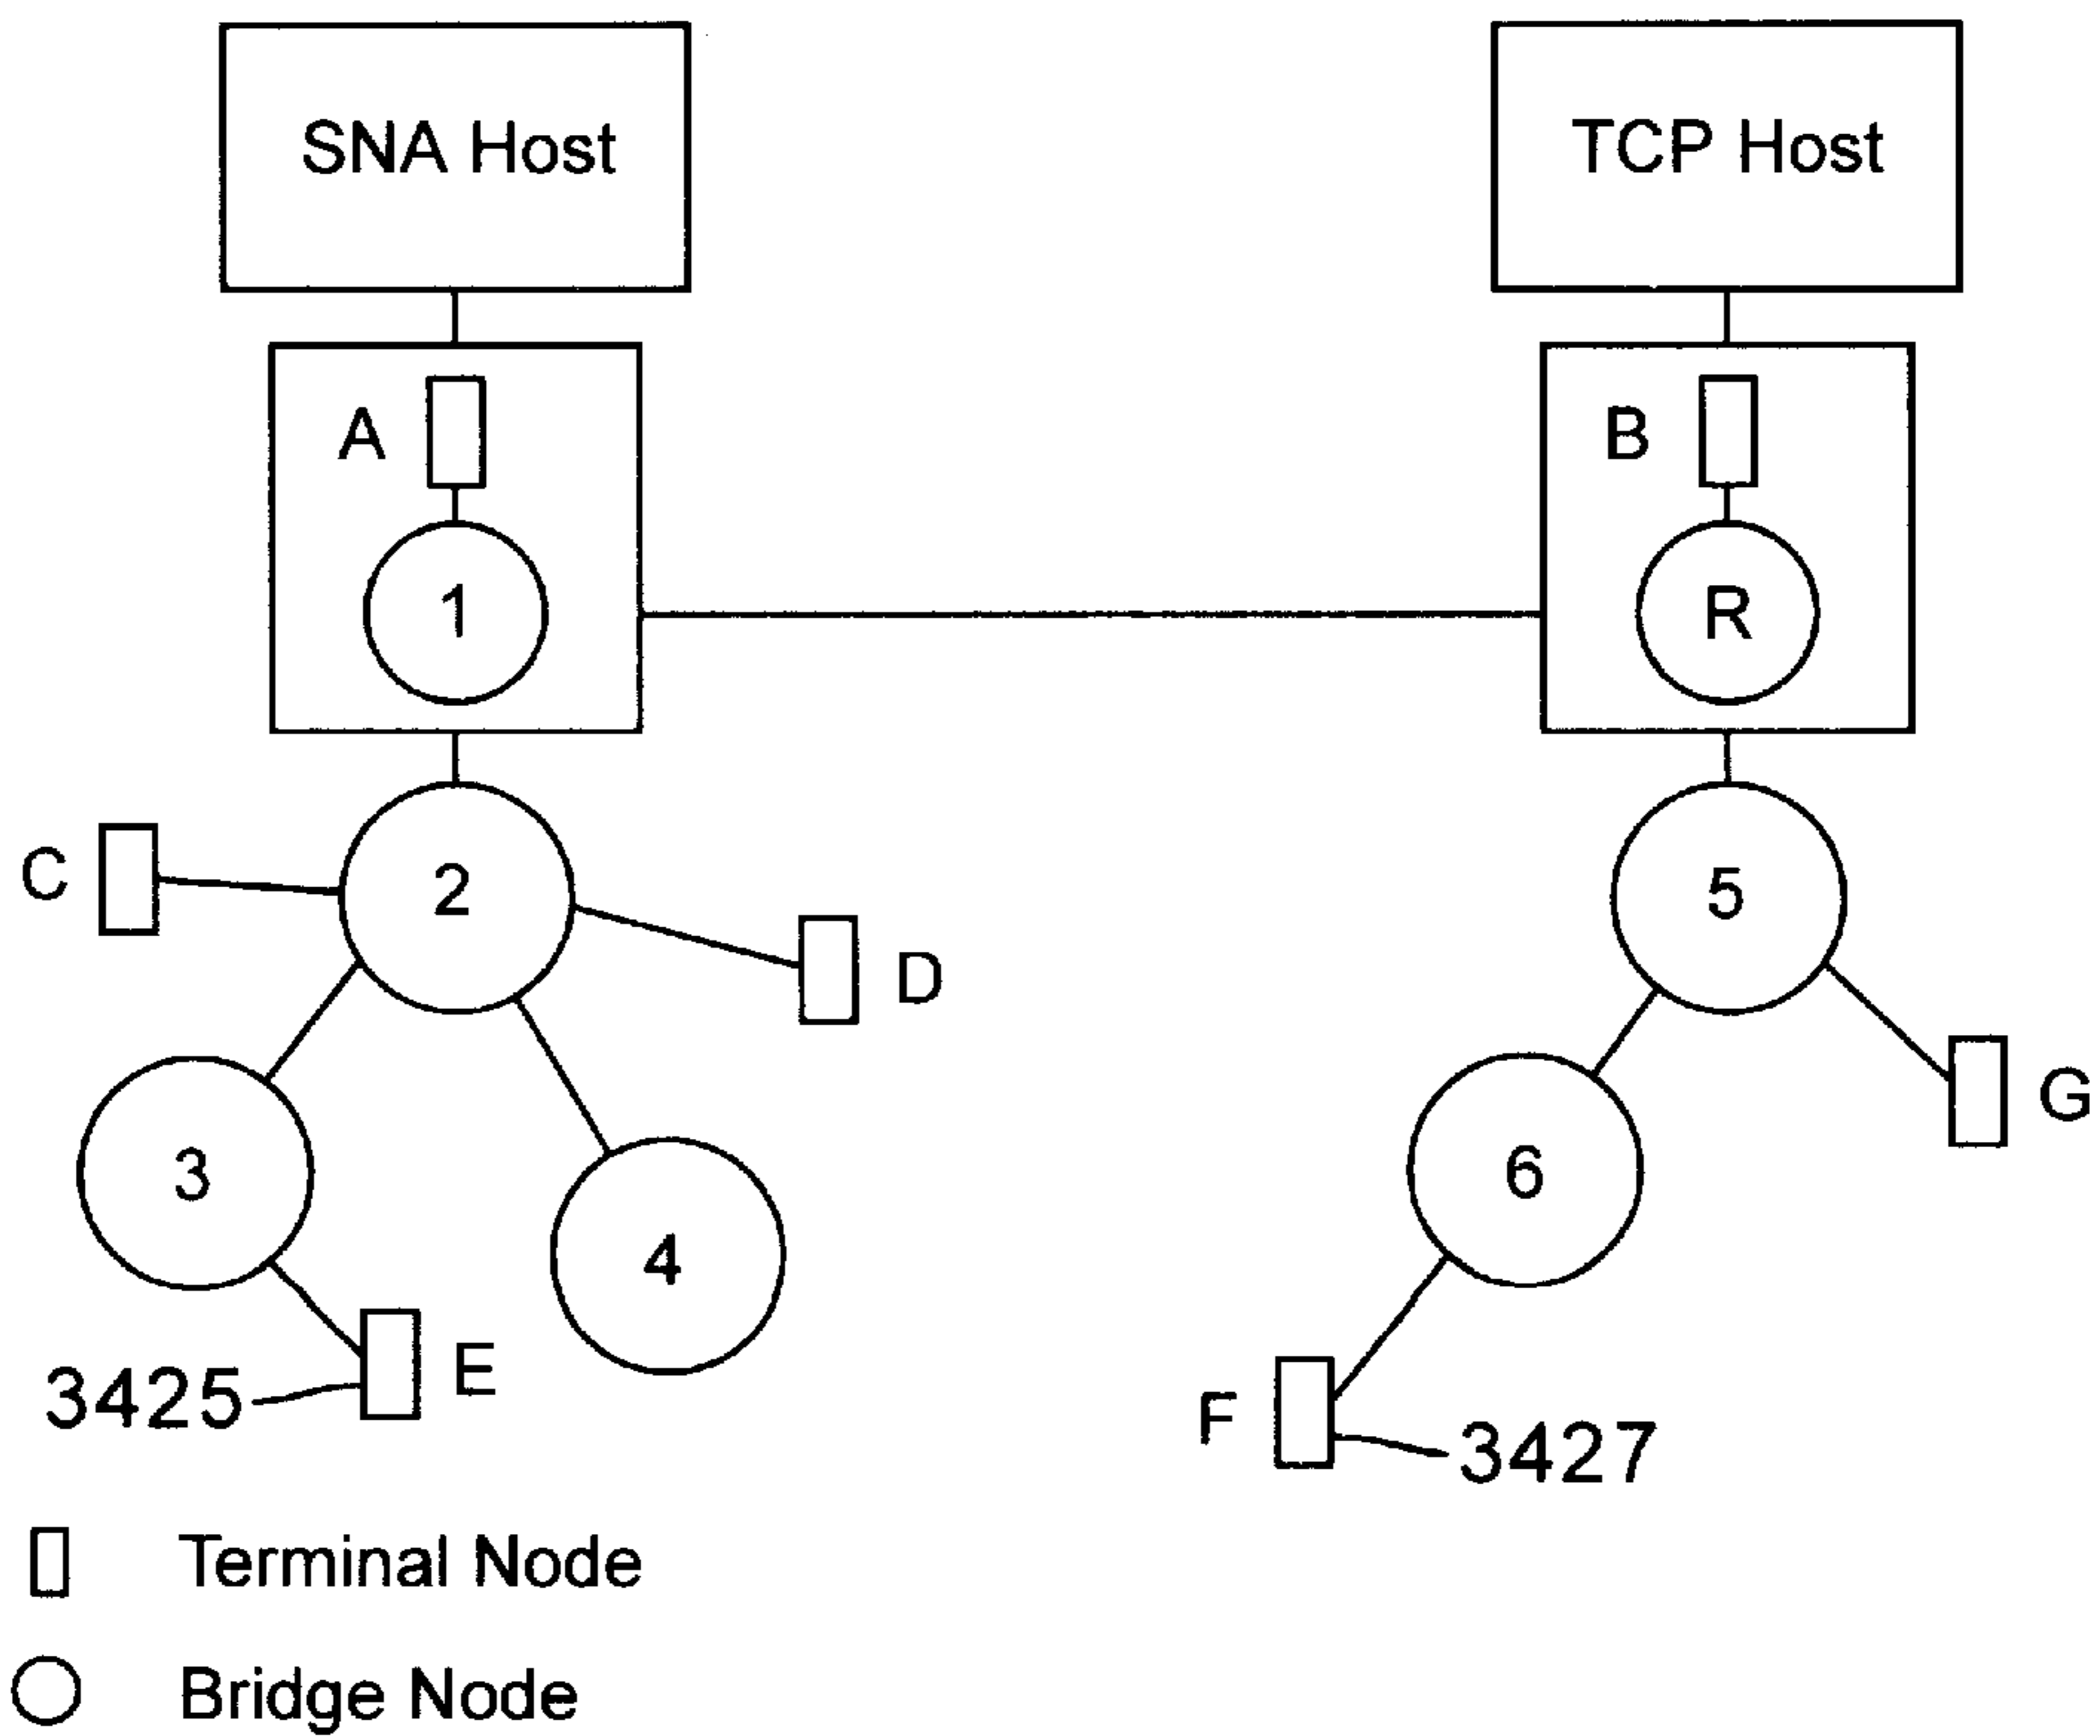 SNA Host
TCP Host
A
B
1
R
C
2
D
5
G
3
4
6
E
3425
F
3427
Terminal Node
Bridge Node